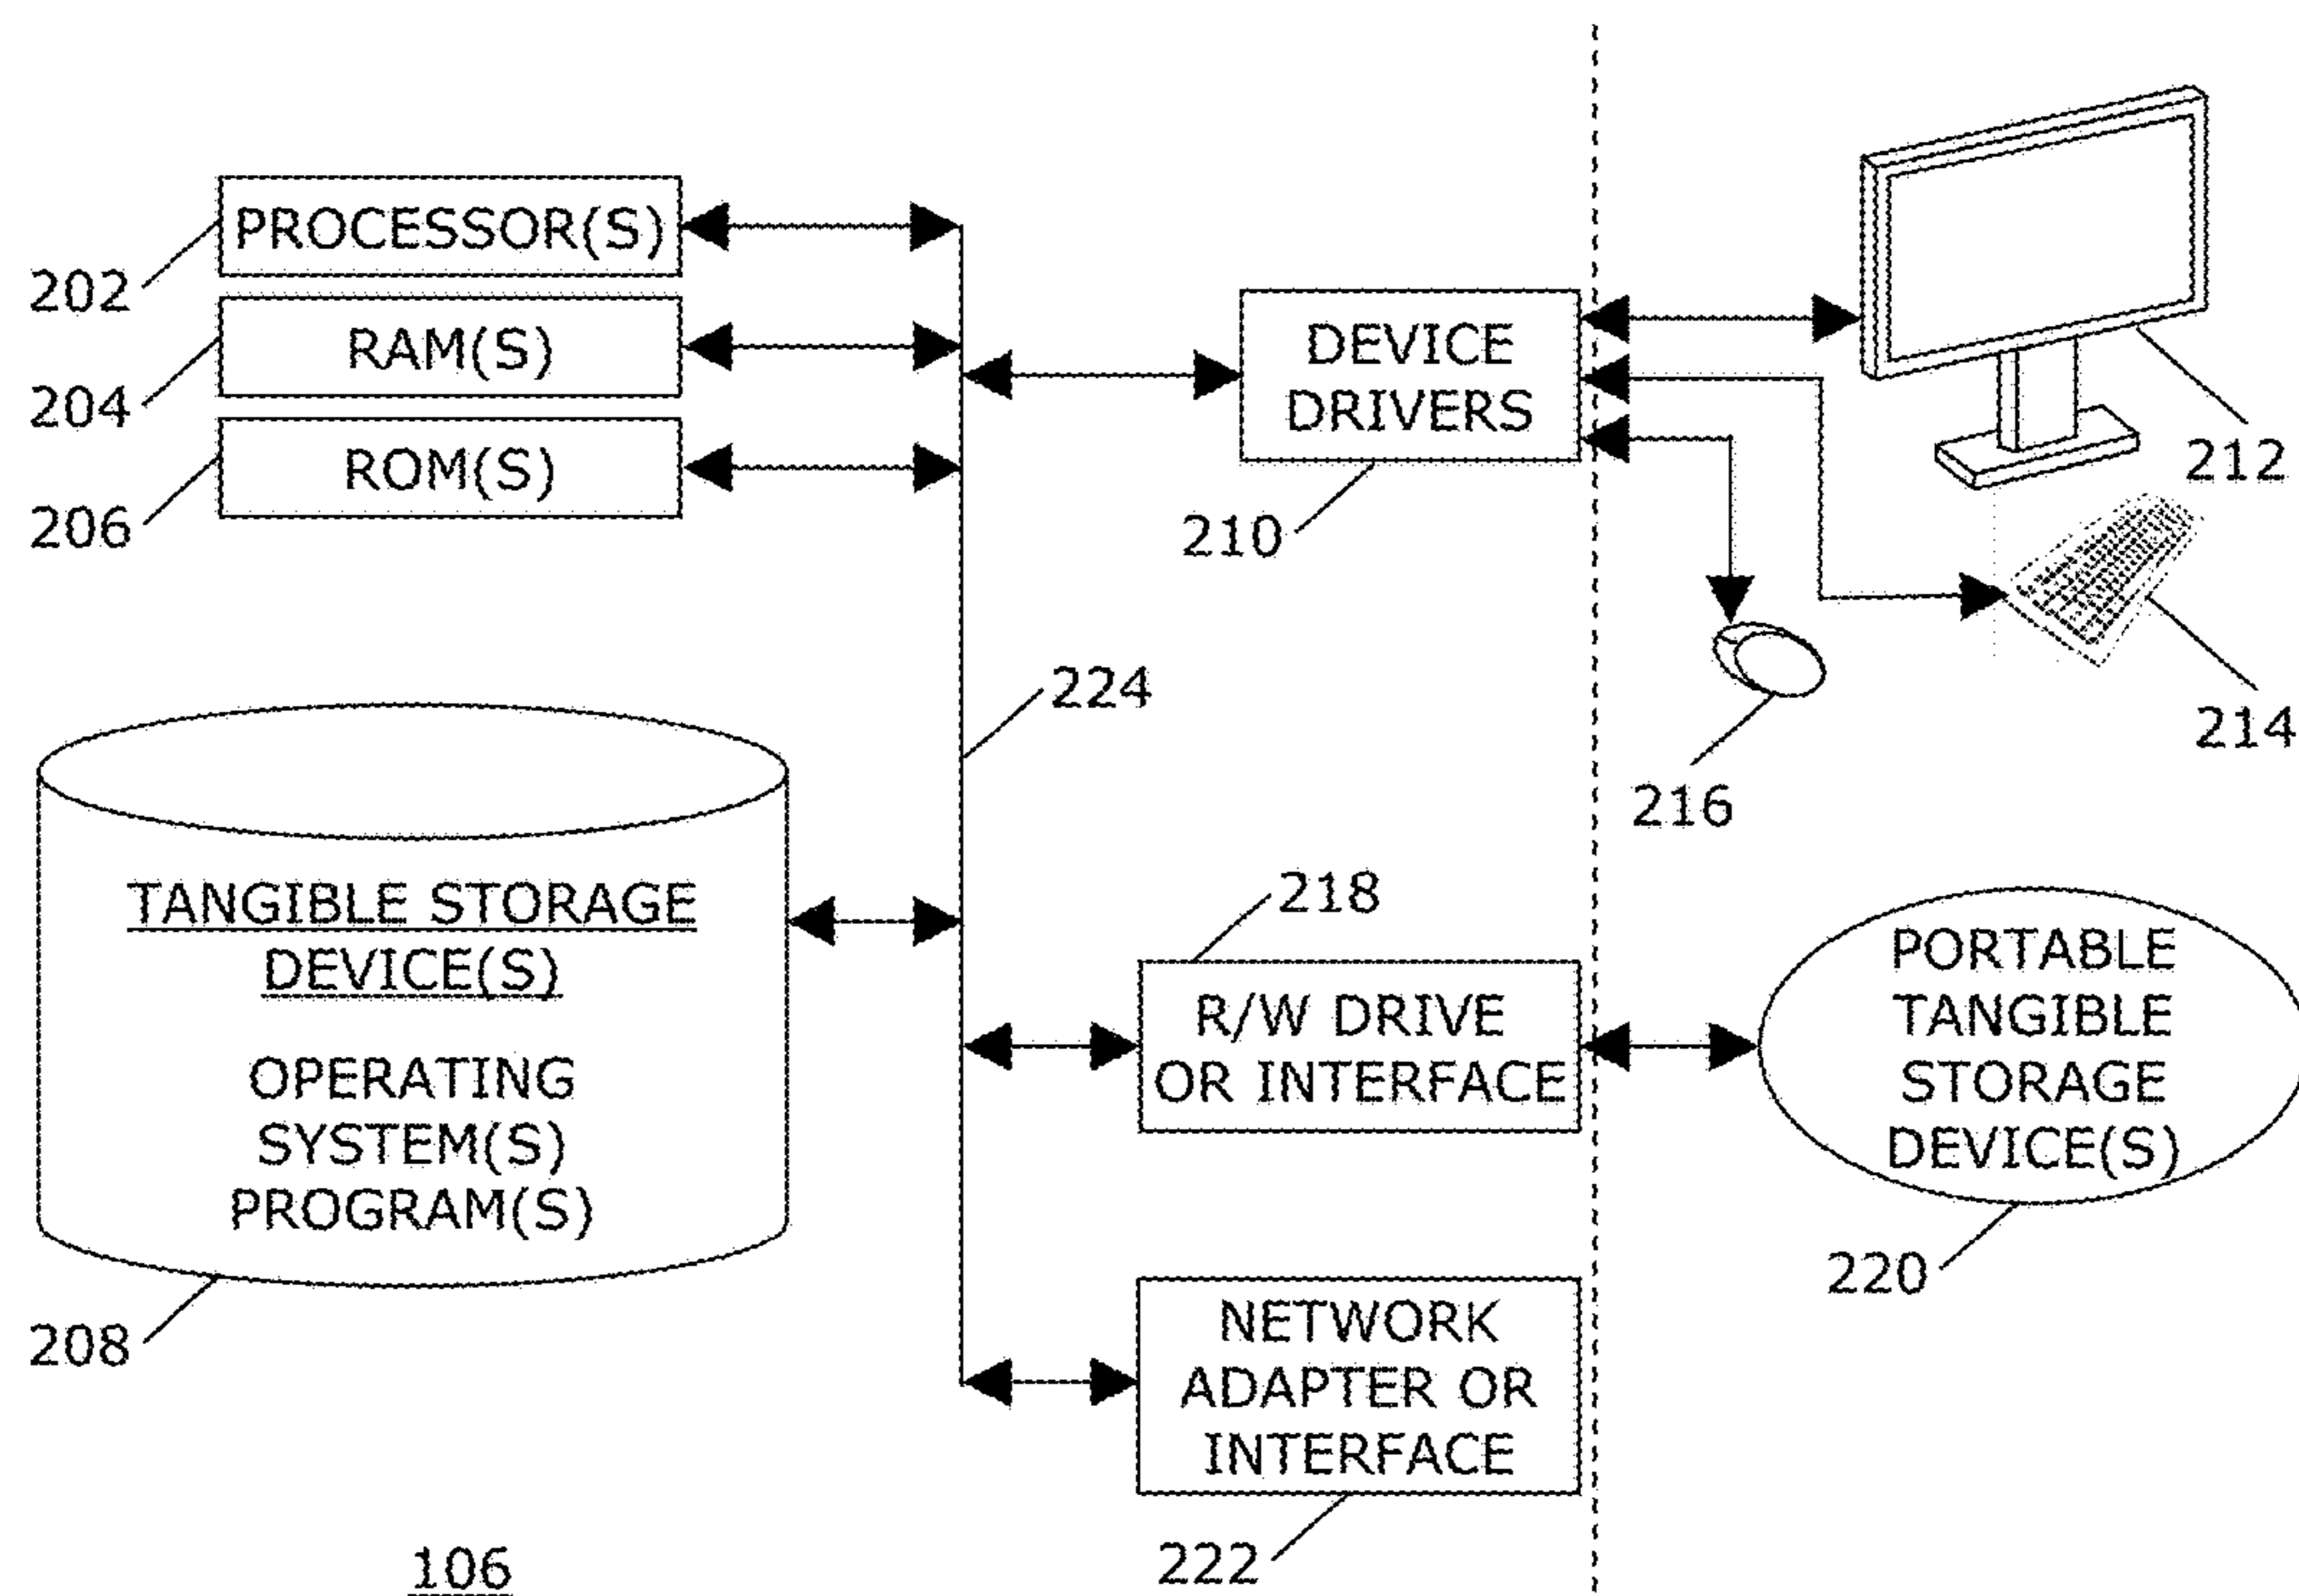 PROCESSOR(S)
202
RAM(S)
204
ROM(S)
206
DEVICE
DRIVERS
210
212
214
216
224
TANGIBLE STORAGE
DEVICE(S)
OPERATING
SYSTEM(S)
PROGRAM(S)
208
218
R/W DRIVE
OR INTERFACE
PORTABLE
TANGIBLE
STORAGE
DEVICE(S)
220
NETWORK
ADAPTER OR
INTERFACE
222
106